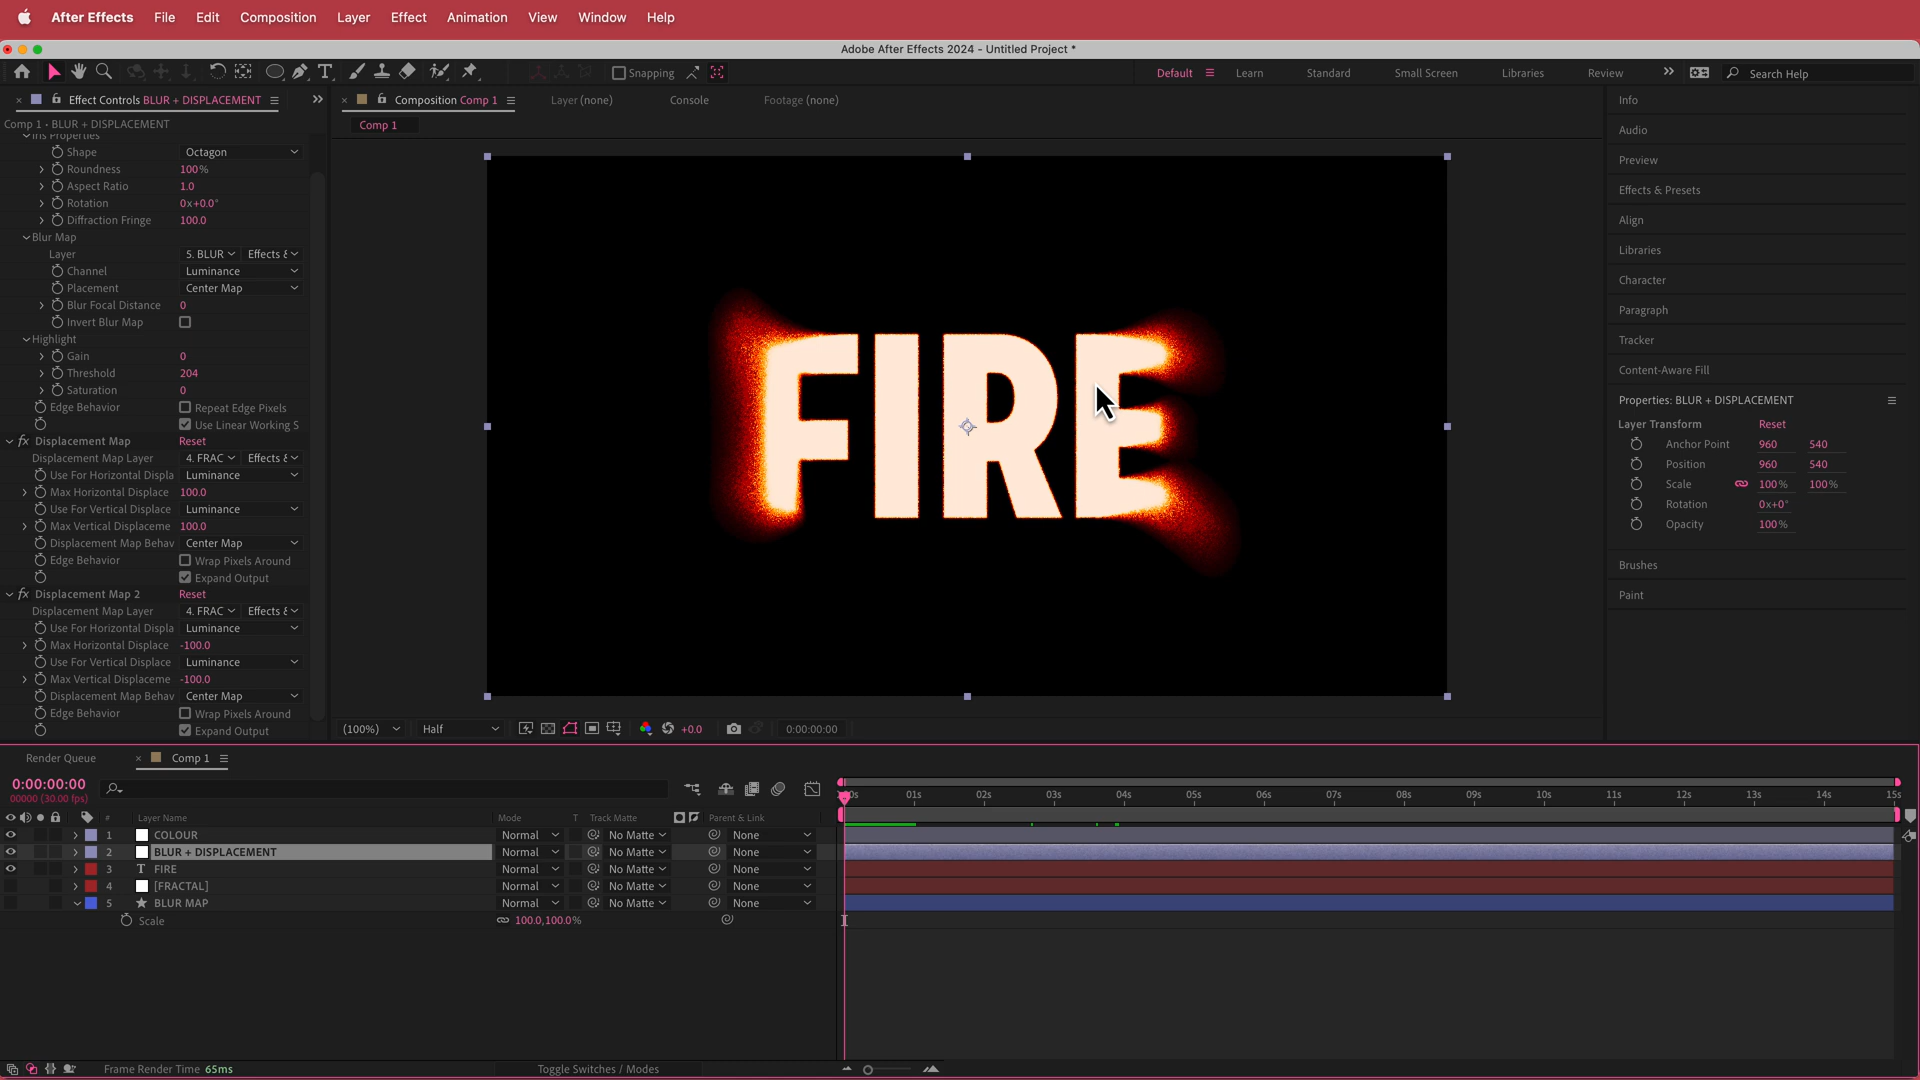 After Effects File Edit Composition Layer Effect Animation View Window Help
Adobe After Effects 2024 - Untitled Project *
Snapping Default Learn Standard Small Screen Libraries Review Search Help
Effect Controls BLUR + DISPLACEMENT
Comp 1 • BLUR + DISPLACEMENT
Iris Properties
Shape Octagon
Roundness 100%
Aspect Ratio 1.0
Rotation 0x+0.0°
Diffraction Fringe 100.0
Blur Map
Layer 5. BLUR Effects &
Channel Luminance
Placement Center Map
Blur Focal Distance 0
Invert Blur Map
Highlight
Gain 0
Threshold 204
Saturation 0
Edge Behavior Repeat Edge Pixels
Use Linear Working S
fx Displacement Map Reset
Displacement Map Layer 4. FRAC Effects &
Use For Horizontal Displa Luminance
Max Horizontal Displace 100.0
Use For Vertical Displace Luminance
Max Vertical Displaceme 100.0
Displacement Map Behav Center Map
Edge Behavior Wrap Pixels Around
Expand Output
fx Displacement Map 2 Reset
Displacement Map Layer 4. FRAC Effects &
Use For Horizontal Displa Luminance
Max Horizontal Displace -100.0
Use For Vertical Displace Luminance
Max Vertical Displaceme -100.0
Displacement Map Behav Center Map
Edge Behavior Wrap Pixels Around
Expand Output
Composition Comp 1 Layer (none) Console Footage (none)
Comp 1
FIRE
(100%) Half +0.0 0:00:00:00
Info
Audio
Preview
Effects & Presets
Align
Libraries
Character
Paragraph
Tracker
Content-Aware Fill
Properties: BLUR + DISPLACEMENT
Layer Transform Reset
Anchor Point 960 540
Position 960 540
Scale 100% 100%
Rotation 0x+0°
Opacity 100%
Brushes
Paint
Render Queue Comp 1
0:00:00:00
00000 (30.00 fps)
01s 02s 03s 04s 05s 06s 07s 08s 09s 10s 11s 12s 13s 14s 15s
# Layer Name Mode T Track Matte Parent & Link
1 COLOUR Normal No Matte None
2 BLUR + DISPLACEMENT Normal No Matte None
3 T FIRE Normal No Matte None
4 [FRACTAL] Normal No Matte None
5 BLUR MAP Normal No Matte None
Scale 100.0,100.0%
Frame Render Time 65ms Toggle Switches / Modes